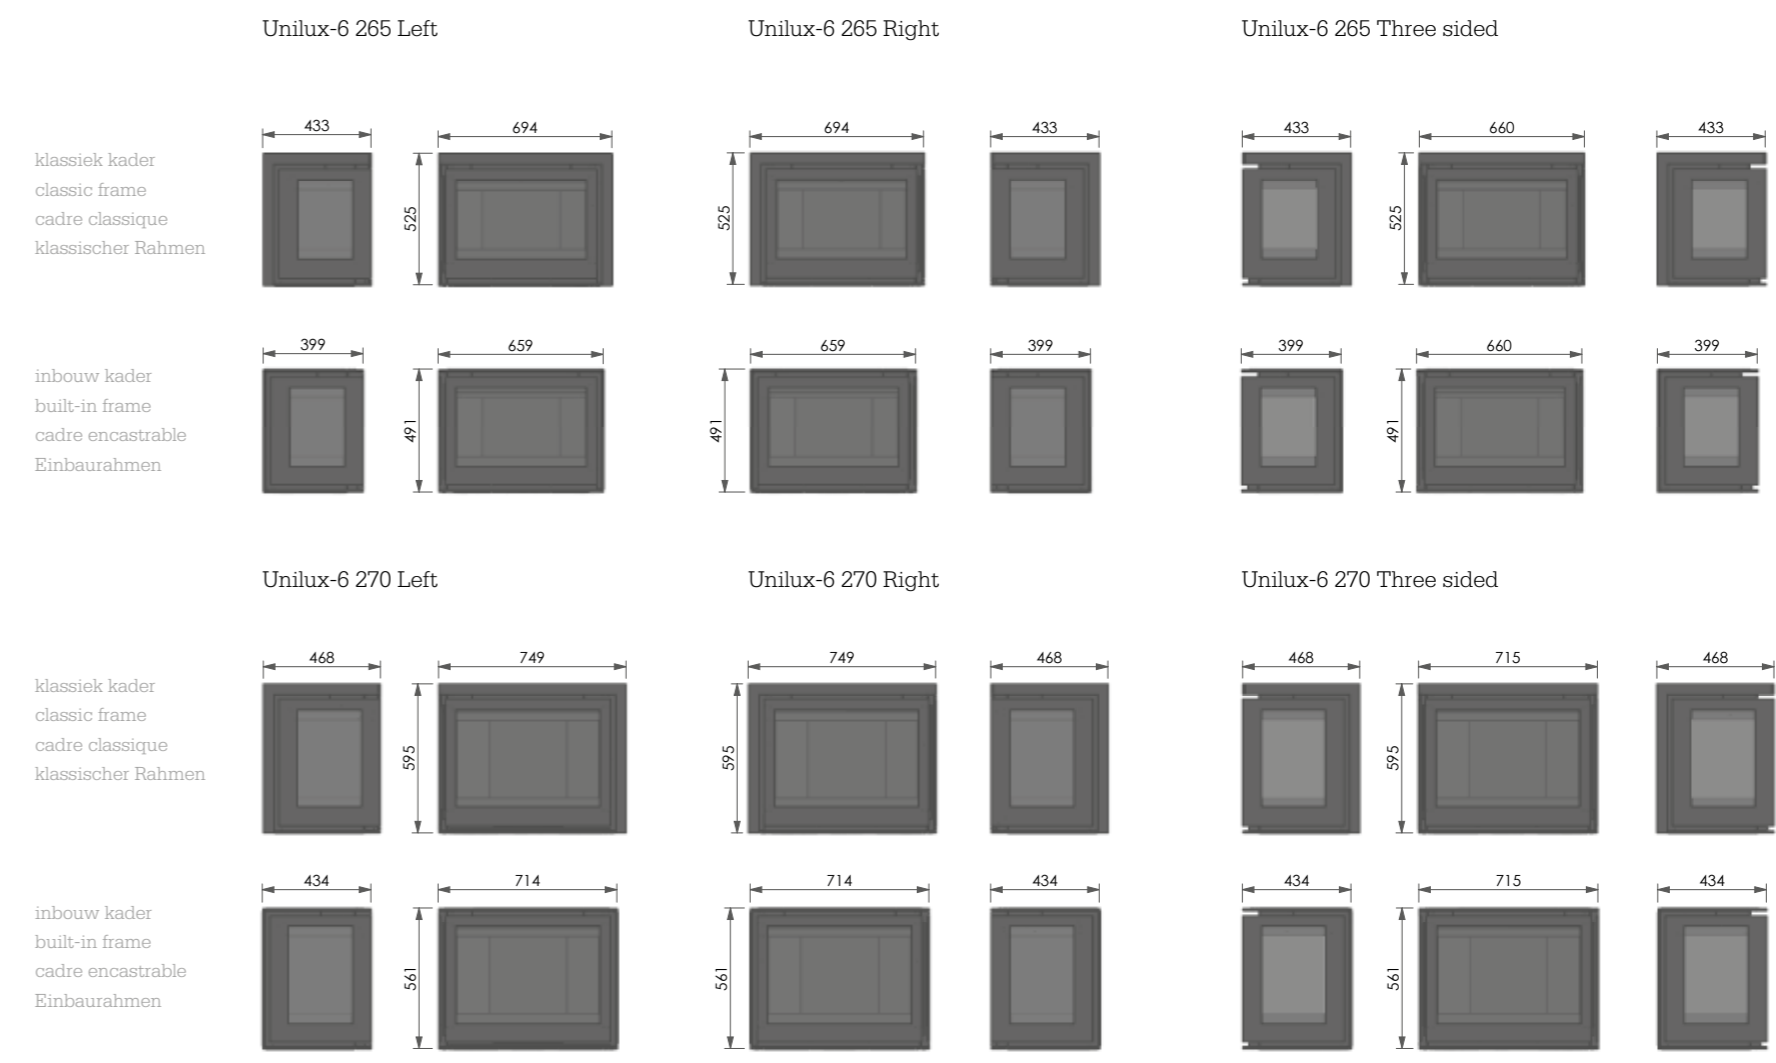 Unilux-6 265 Left
Unilux-6 265 Right
Unilux-6 265 Three sided
433
694
694
433
433
660
433
klassiek kader
classic frame
cadre classique
klassischer Rahmen
525
525
525
399
659
659
399
399
660
399
inbouw kader
built-in frame
cadre encastrable
Einbaurahmen
491
491
491
Unilux-6 270 Left
Unilux-6 270 Right
Unilux-6 270 Three sided
468
749
749
468
468
715
468
klassiek kader
classic frame
cadre classique
klassischer Rahmen
595
595
595
434
714
714
434
434
715
434
inbouw kader
built-in frame
cadre encastrable
Einbaurahmen
561
561
561